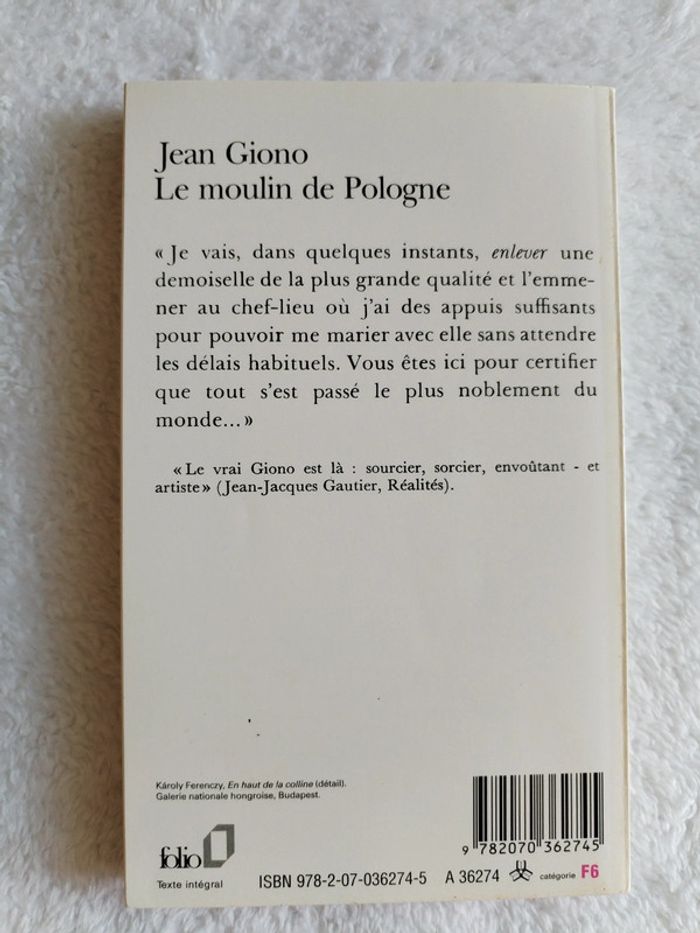 Jean Giono
Le moulin de Pologne
« Je vais, dans quelques instants, enlever une
demoiselle de la plus grande qualité et l'emme-
ner au chef-lieu où j'ai des appuis suffisants
pour pouvoir me marier avec elle sans attendre
les délais habituels. Vous êtes ici pour certifier
que tout s'est passé le plus noblement du
monde... »
« Le vrai Giono est là : sourcier, sorcier, envoûtant - et
artiste » (Jean-Jacques Gautier, Réalités).
Károly Ferenczy, En haut de la colline (détail).
Galerie nationale hongroise, Budapest.
folio
Texte intégral
9 782070 362745
ISBN 978-2-07-036274-5 A 36274 catégorie F6